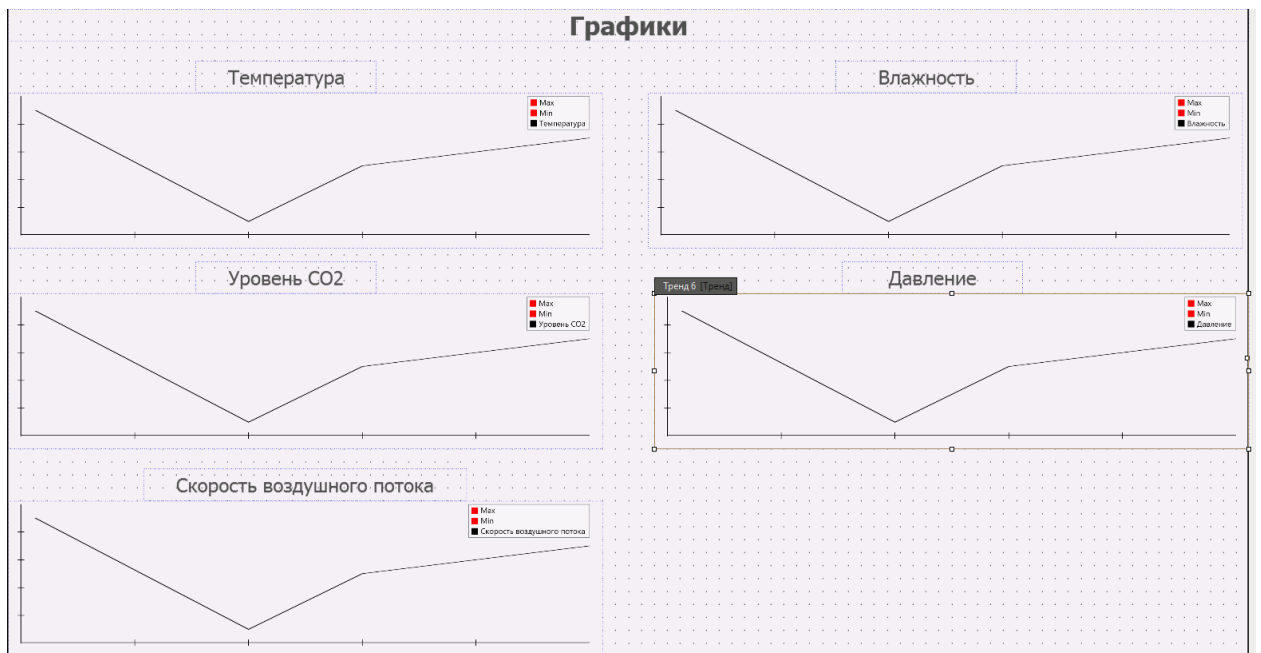 Графики
Температура
Max
Min
Температура
Влажность
Max
Min
Влажность
Уровень CO2
Max
Min
Уровень CO2
Давление
Тренд 6 [Тренд]
Max
Min
Давление
Скорость воздушного потока
Max
Min
Скорость воздушного потока